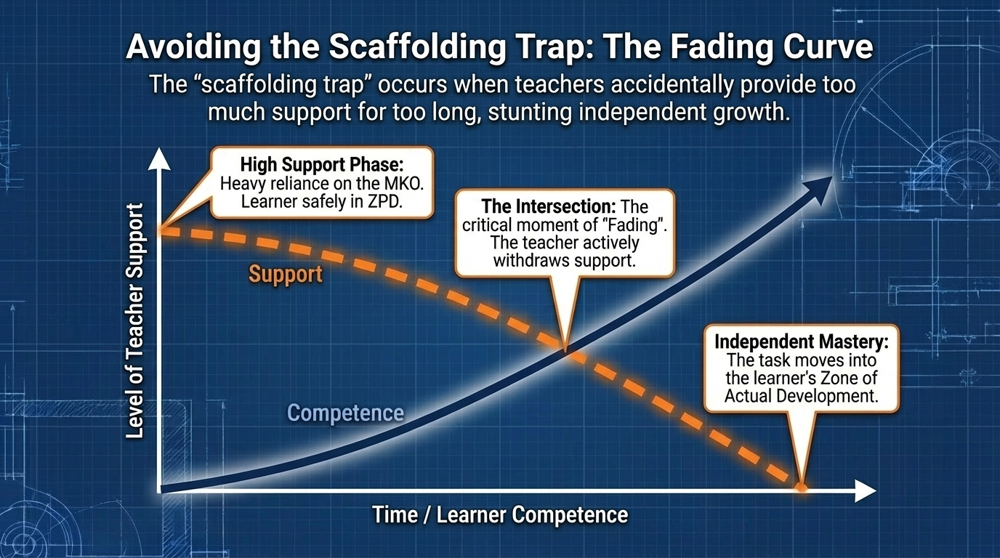 Avoiding the Scaffolding Trap: The Fading Curve
The “scaffolding trap” occurs when teachers accidentally provide too
much support for too long, stunting independent growth.
High Support Phase:
Heavy reliance on the MKO.
Learner safely in ZPD.
The Intersection: The
critical moment of "Fading".
The teacher actively
withdraws support.
Support
Level of Teacher Support
Independent Mastery:
The task moves into
the learner's Zone of
Actual Development.
Competence
Time / Learner Competence